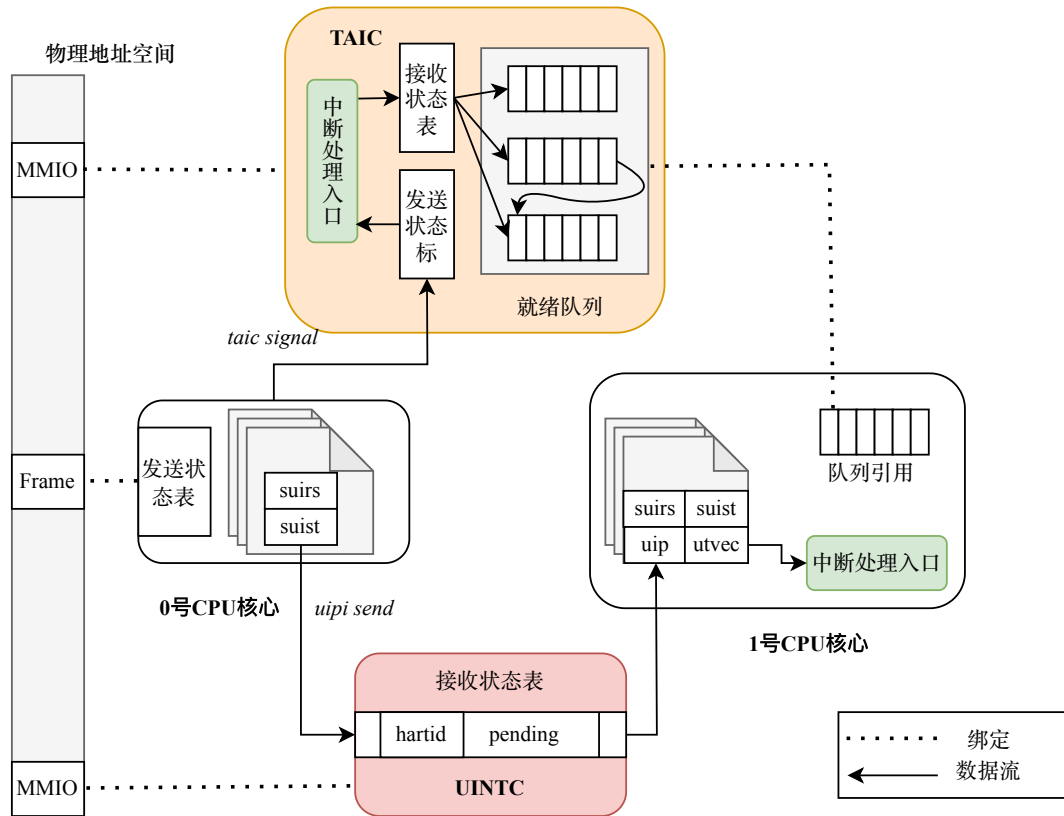 物理地址空间
MMIO
Frame
MMIO
TAIC
中
断
处
理
入
口
接收
状态
表
发送
状态
标
就绪队列
taic signal
发送状
态表
suirs
suist
0号CPU核心
uipi send
接收状态表
hartid
pending
UINTC
suirs
suist
uip
utvec
队列引用
中断处理入口
1号CPU核心
绑定
数据流